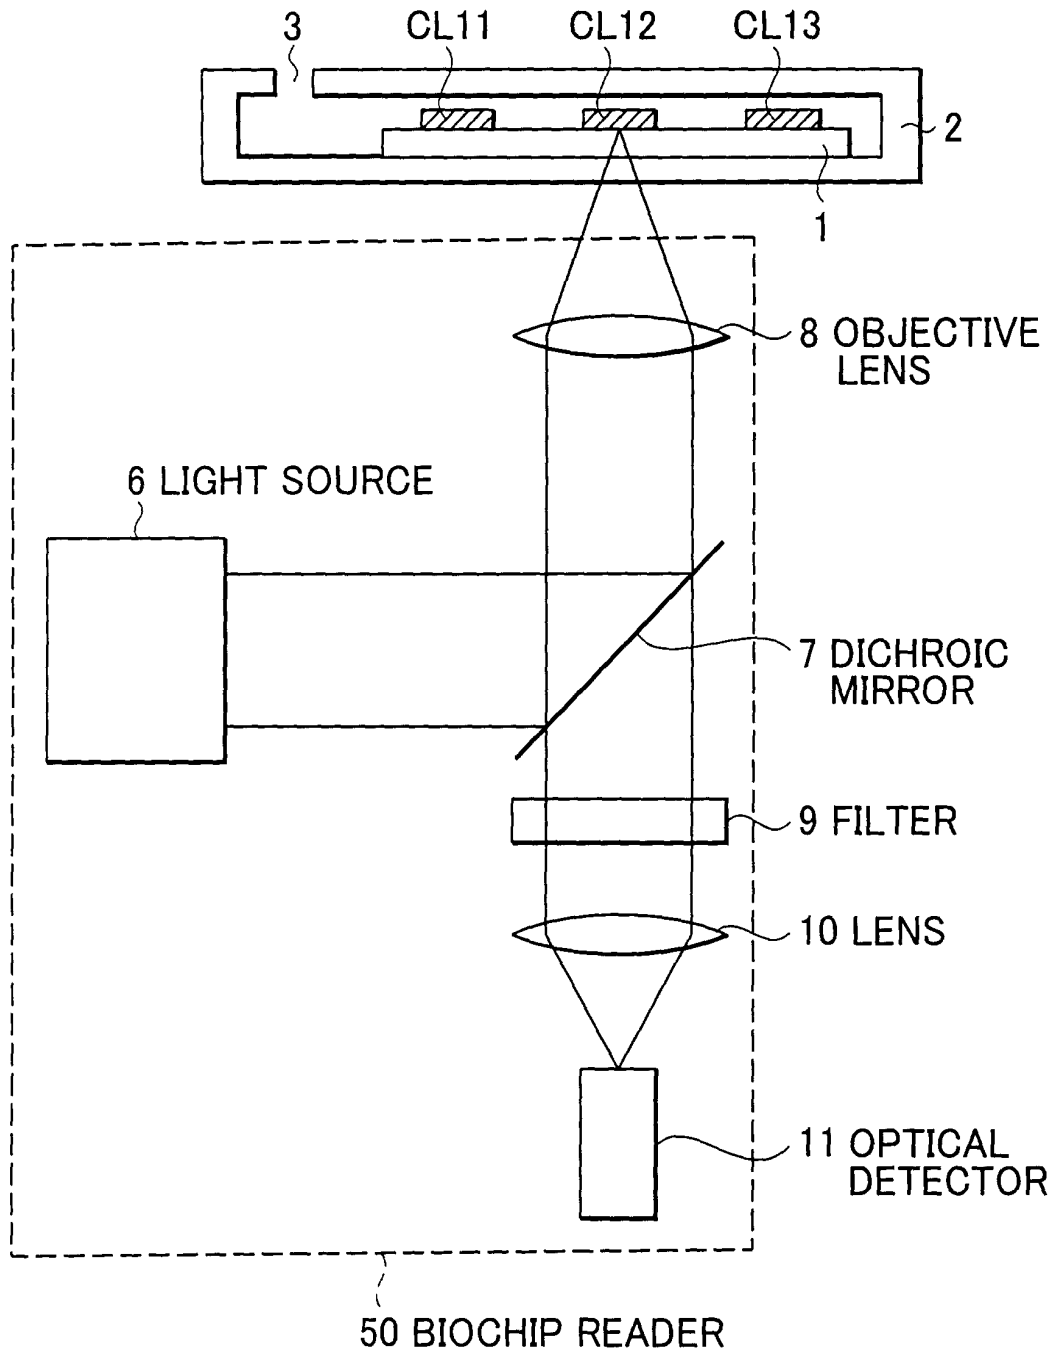 3
CL11
CL12
CL13
2
1
8 OBJECTIVE
LENS
6 LIGHT SOURCE
7 DICHROIC
MIRROR
9 FILTER
10 LENS
11 OPTICAL
DETECTOR
50 BIOCHIP READER